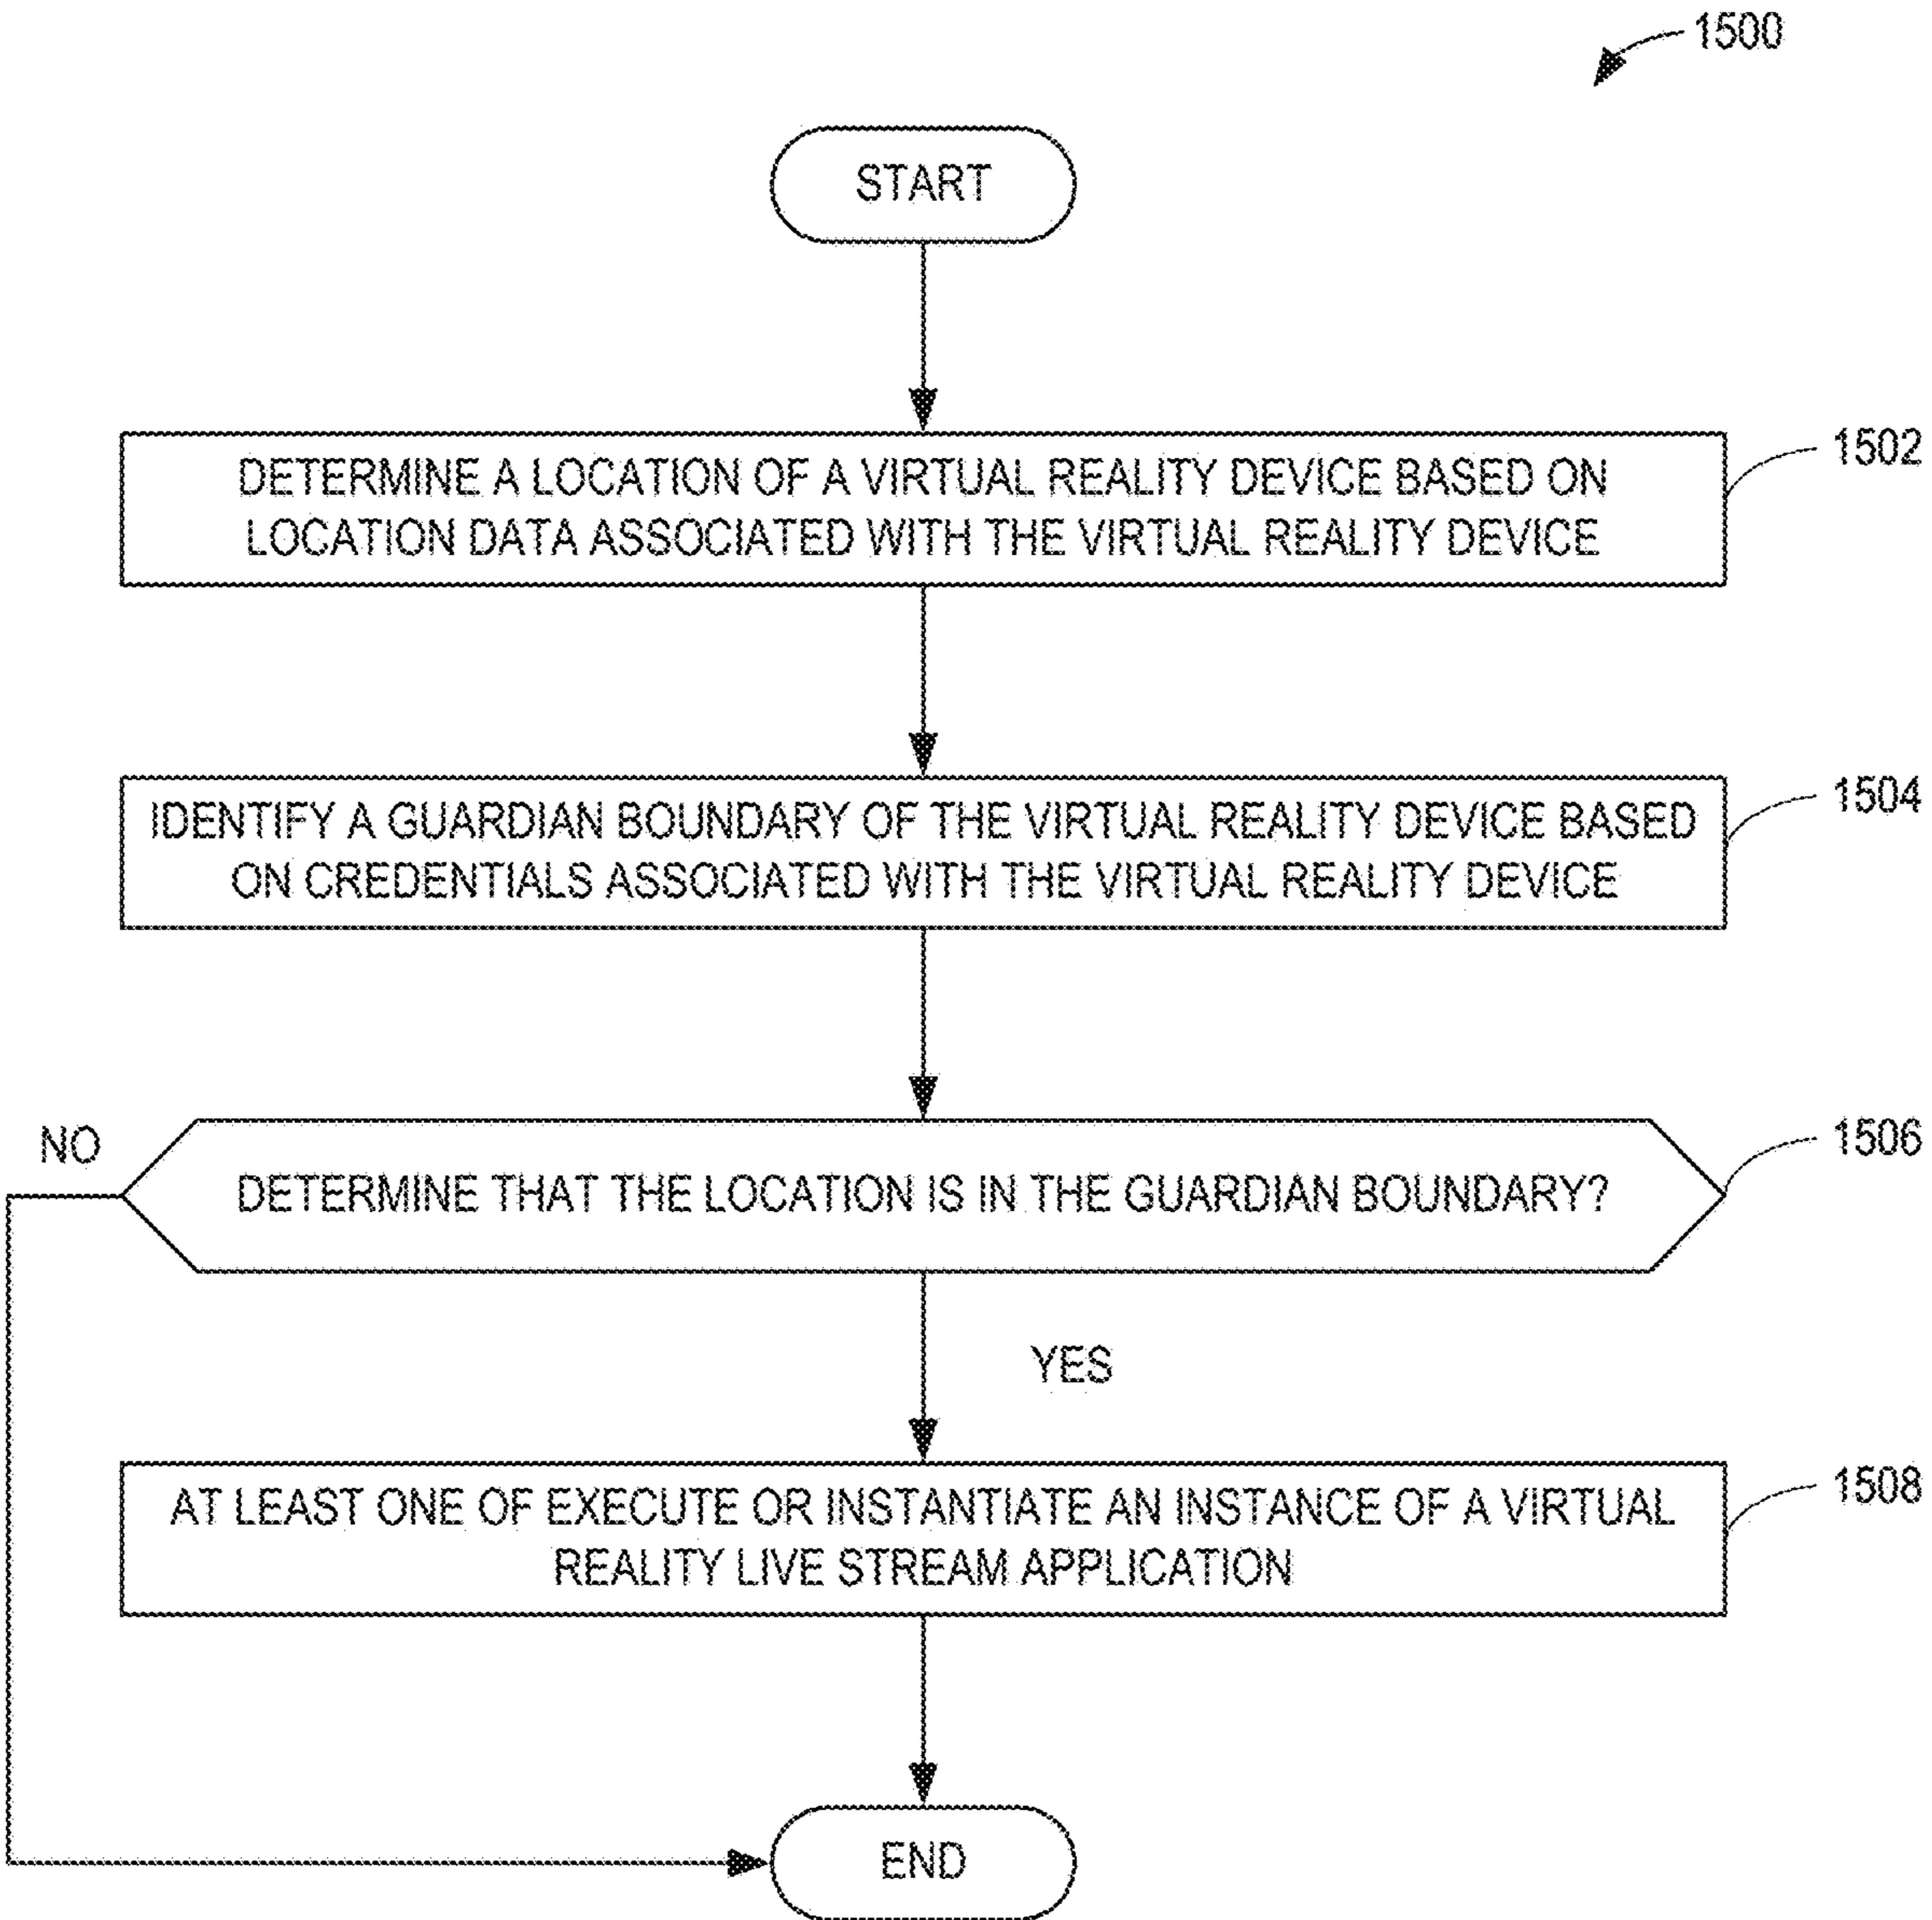 1500
START
DETERMINE A LOCATION OF A VIRTUAL REALITY DEVICE BASED ON
LOCATION DATA ASSOCIATED WITH THE VIRTUAL REALITY DEVICE
1502
IDENTIFY A GUARDIAN BOUNDARY OF THE VIRTUAL REALITY DEVICE BASED
ON CREDENTIALS ASSOCIATED WITH THE VIRTUAL REALITY DEVICE
1504
NO
DETERMINE THAT THE LOCATION IS IN THE GUARDIAN BOUNDARY?
1506
YES
AT LEAST ONE OF EXECUTE OR INSTANTIATE AN INSTANCE OF A VIRTUAL
REALITY LIVE STREAM APPLICATION
1508
END